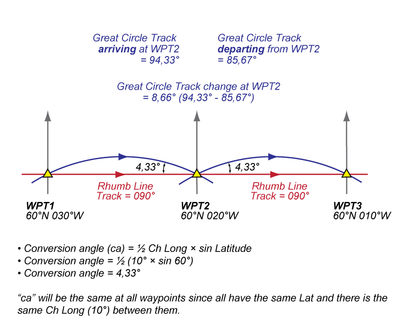 Great Circle Track
arriving at WPT2
= 94,33°
Great Circle Track
departing from WPT2
= 85,67°
Great Circle Track change at WPT2
= 8,66° (94,33° - 85,67°)
4,33°
4,33°
Rhumb Line
Track = 090°
Rhumb Line
Track = 090°
WPT1
60°N 030°W
WPT2
60°N 020°W
WPT3
60°N 010°W
• Conversion angle (ca) = ½ Ch Long × sin Latitude
• Conversion angle = ½ (10° × sin 60°)
• Conversion angle = 4,33°
“ca” will be the same at all waypoints since all have the same Lat and there is the
same Ch Long (10°) between them.